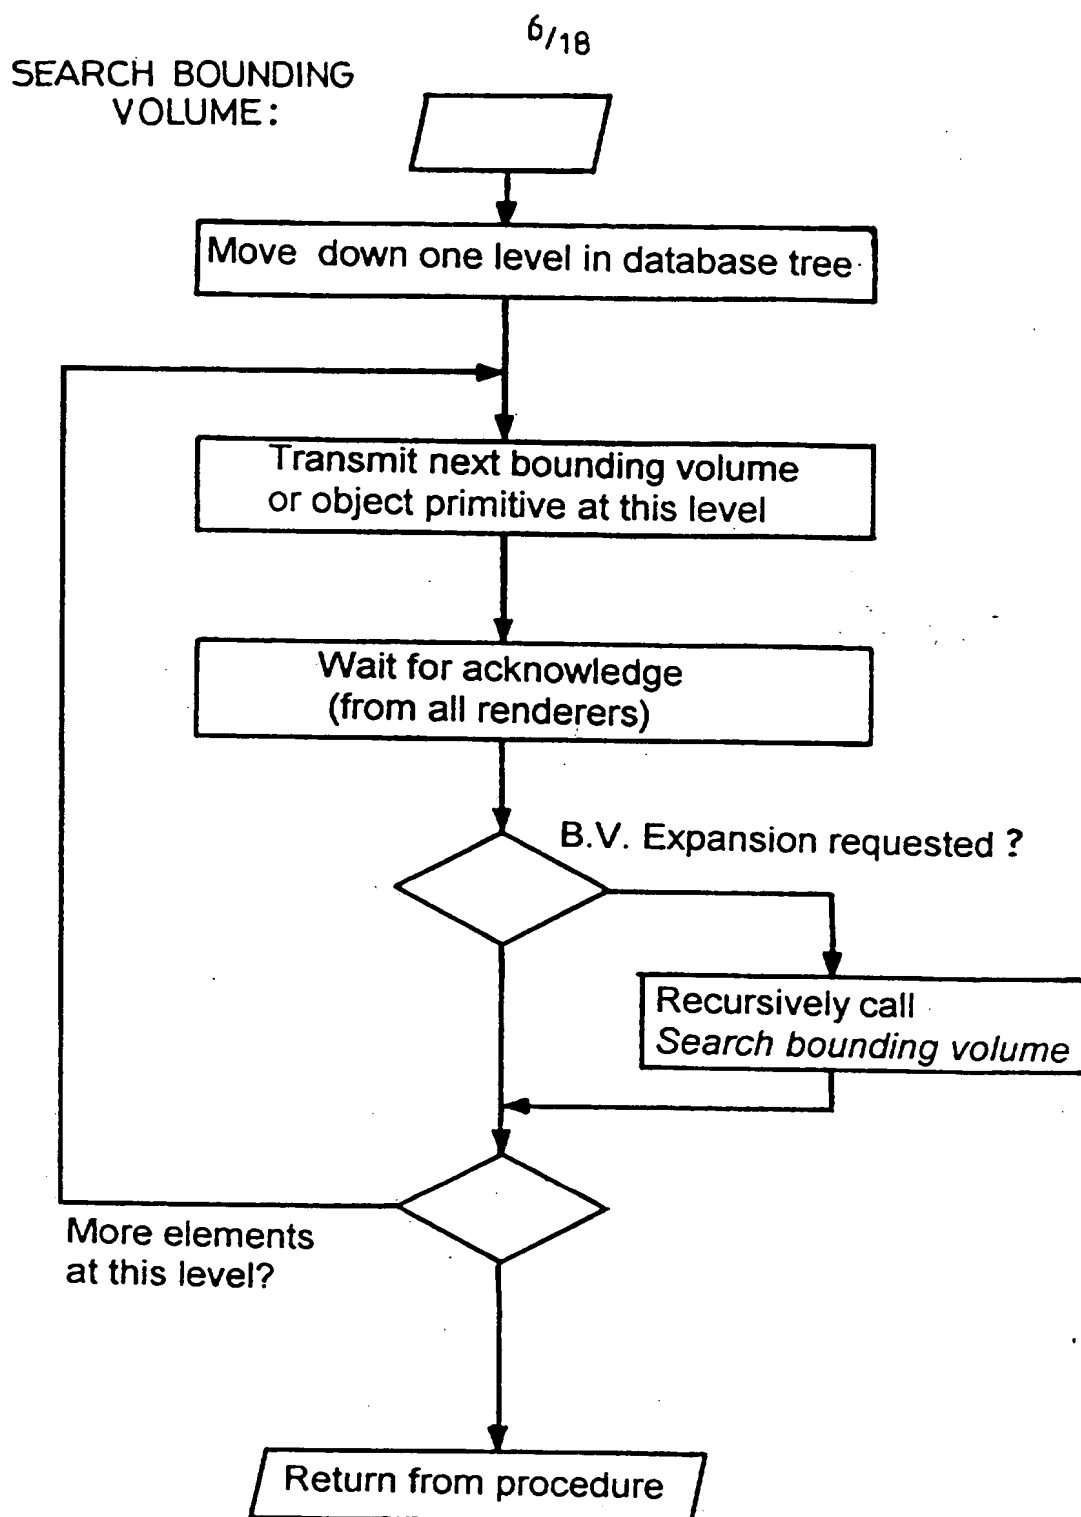 6/18
SEARCH BOUNDING
VOLUME:
Move down one level in database tree
Transmit next bounding volume
or object primitive at this level
Wait for acknowledge
(from all renderers)
B.V. Expansion requested ?
Recursively call
Search bounding volume
More elements
at this level?
Return from procedure